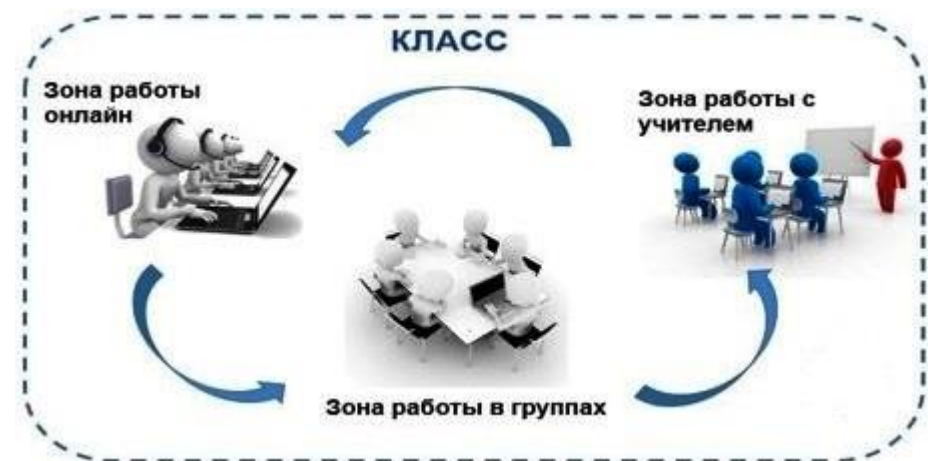 КЛАСС
Зона работы
онлайн
Зона работы с
учителем
Зона работы в группах